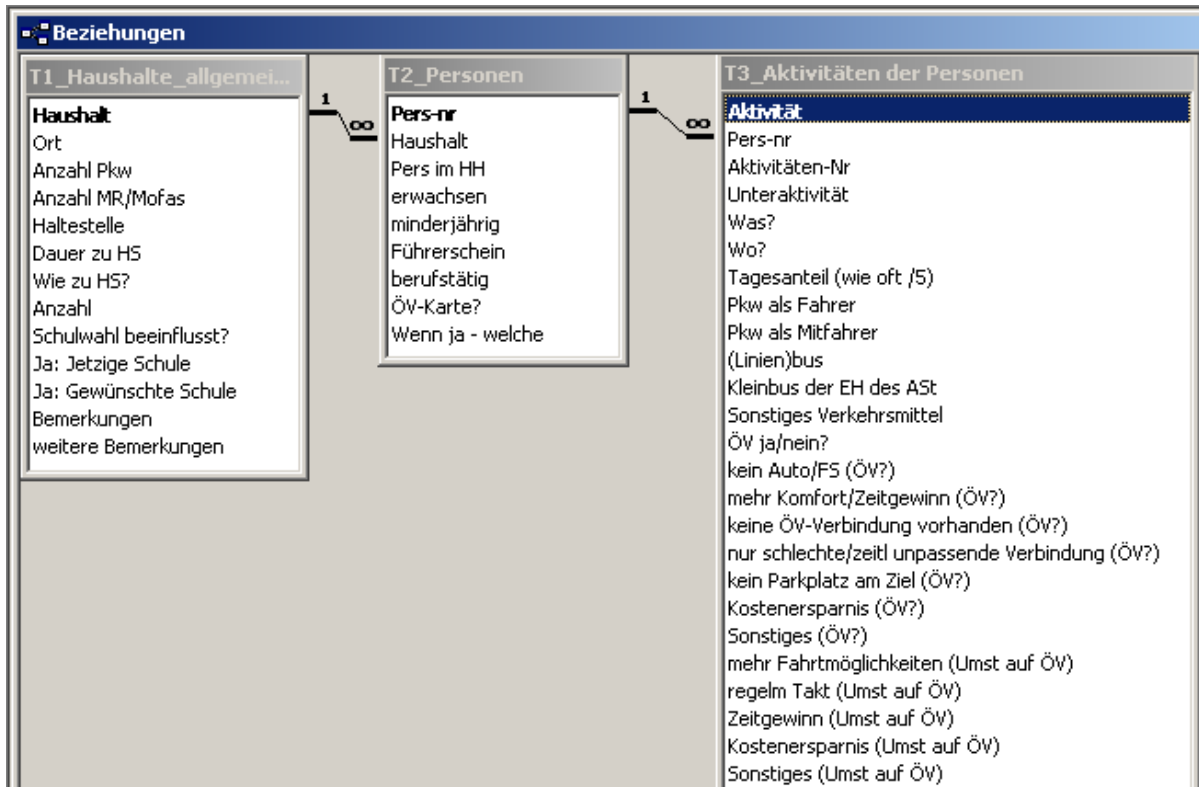 Beziehungen
T1_Haushalte_allgemei...
Haushalt
Ort
Anzahl Pkw
Anzahl MR/Mofas
Haltestelle
Dauer zu HS
Wie zu HS?
Anzahl
Schulwahl beeinflusst?
Ja: Jetzige Schule
Ja: Gewünschte Schule
Bemerkungen
weitere Bemerkungen
1
∞
T2_Personen
Pers-nr
Haushalt
Pers im HH
erwachsen
minderjährig
Führerschein
berufstätig
ÖV-Karte?
Wenn ja - welche
1
∞
T3_Aktivitäten der Personen
Aktivität
Pers-nr
Aktivitäten-Nr
Unteraktivität
Was?
Wo?
Tagesanteil (wie oft /5)
Pkw als Fahrer
Pkw als Mitfahrer
(Linien)bus
Kleinbus der EH des ASt
Sonstiges Verkehrsmittel
ÖV ja/nein?
kein Auto/FS (ÖV?)
mehr Komfort/Zeitgewinn (ÖV?)
keine ÖV-Verbindung vorhanden (ÖV?)
nur schlechte/zeitl unpassende Verbindung (ÖV?)
kein Parkplatz am Ziel (ÖV?)
Kostenersparnis (ÖV?)
Sonstiges (ÖV?)
mehr Fahrtmöglichkeiten (Umst auf ÖV)
regelm Takt (Umst auf ÖV)
Zeitgewinn (Umst auf ÖV)
Kostenersparnis (Umst auf ÖV)
Sonstiges (Umst auf ÖV)